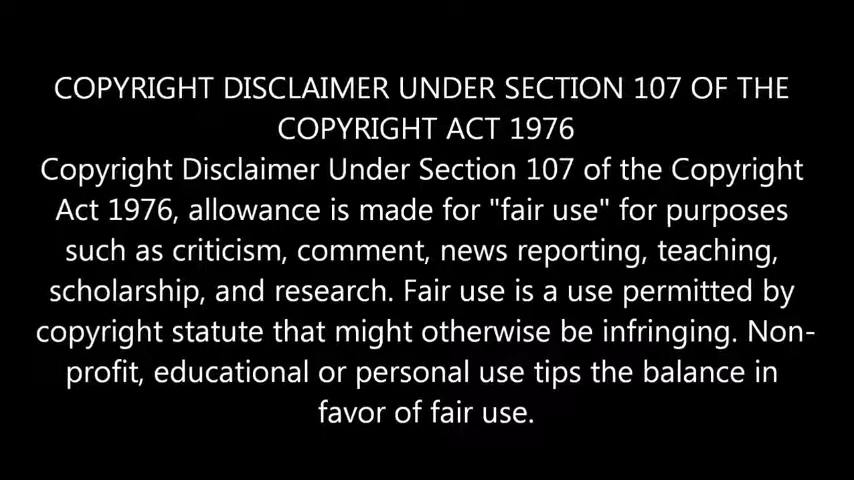 COPYRIGHT DISCLAIMER UNDER SECTION 107 OF THE
COPYRIGHT ACT 1976
Copyright Disclaimer Under Section 107 of the Copyright
Act 1976, allowance is made for "fair use" for purposes
such as criticism, comment, news reporting, teaching,
scholarship, and research. Fair use is a use permitted by
copyright statute that might otherwise be infringing. Non-
profit, educational or personal use tips the balance in
favor of fair use.